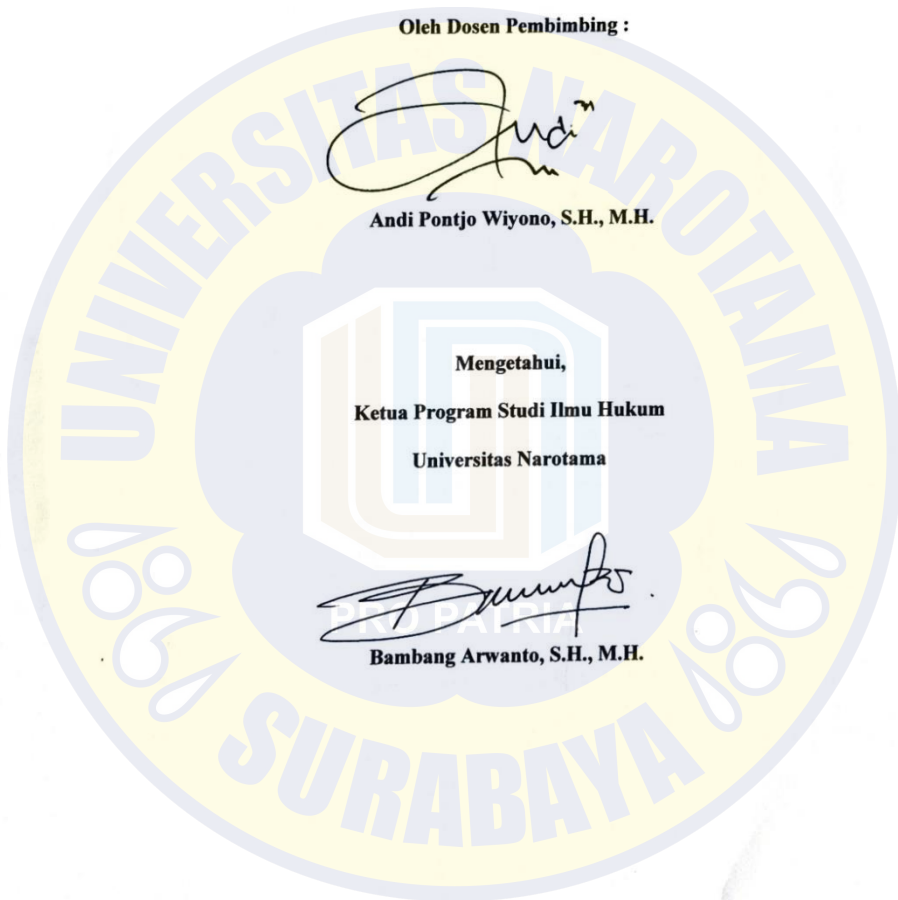 Oleh Dosen Pembimbing :
Andi
Andi Pontjo Wiyono, S.H., M.H.
Mengetahui,
Ketua Program Studi Ilmu Hukum
Universitas Narotama
Bambang Arwanto, S.H., M.H.
UNIVERSITAS NAROTAMA
PRO PATRIA
SURABAYA